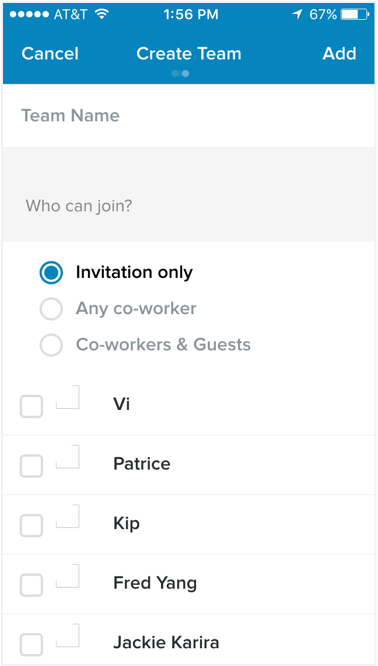 AT&T 1:56 PM 67%
Cancel Create Team Add
Team Name
Who can join?
Invitation only
Any co-worker
Co-workers & Guests
Vi
Patrice
Kip
Fred Yang
Jackie Karira